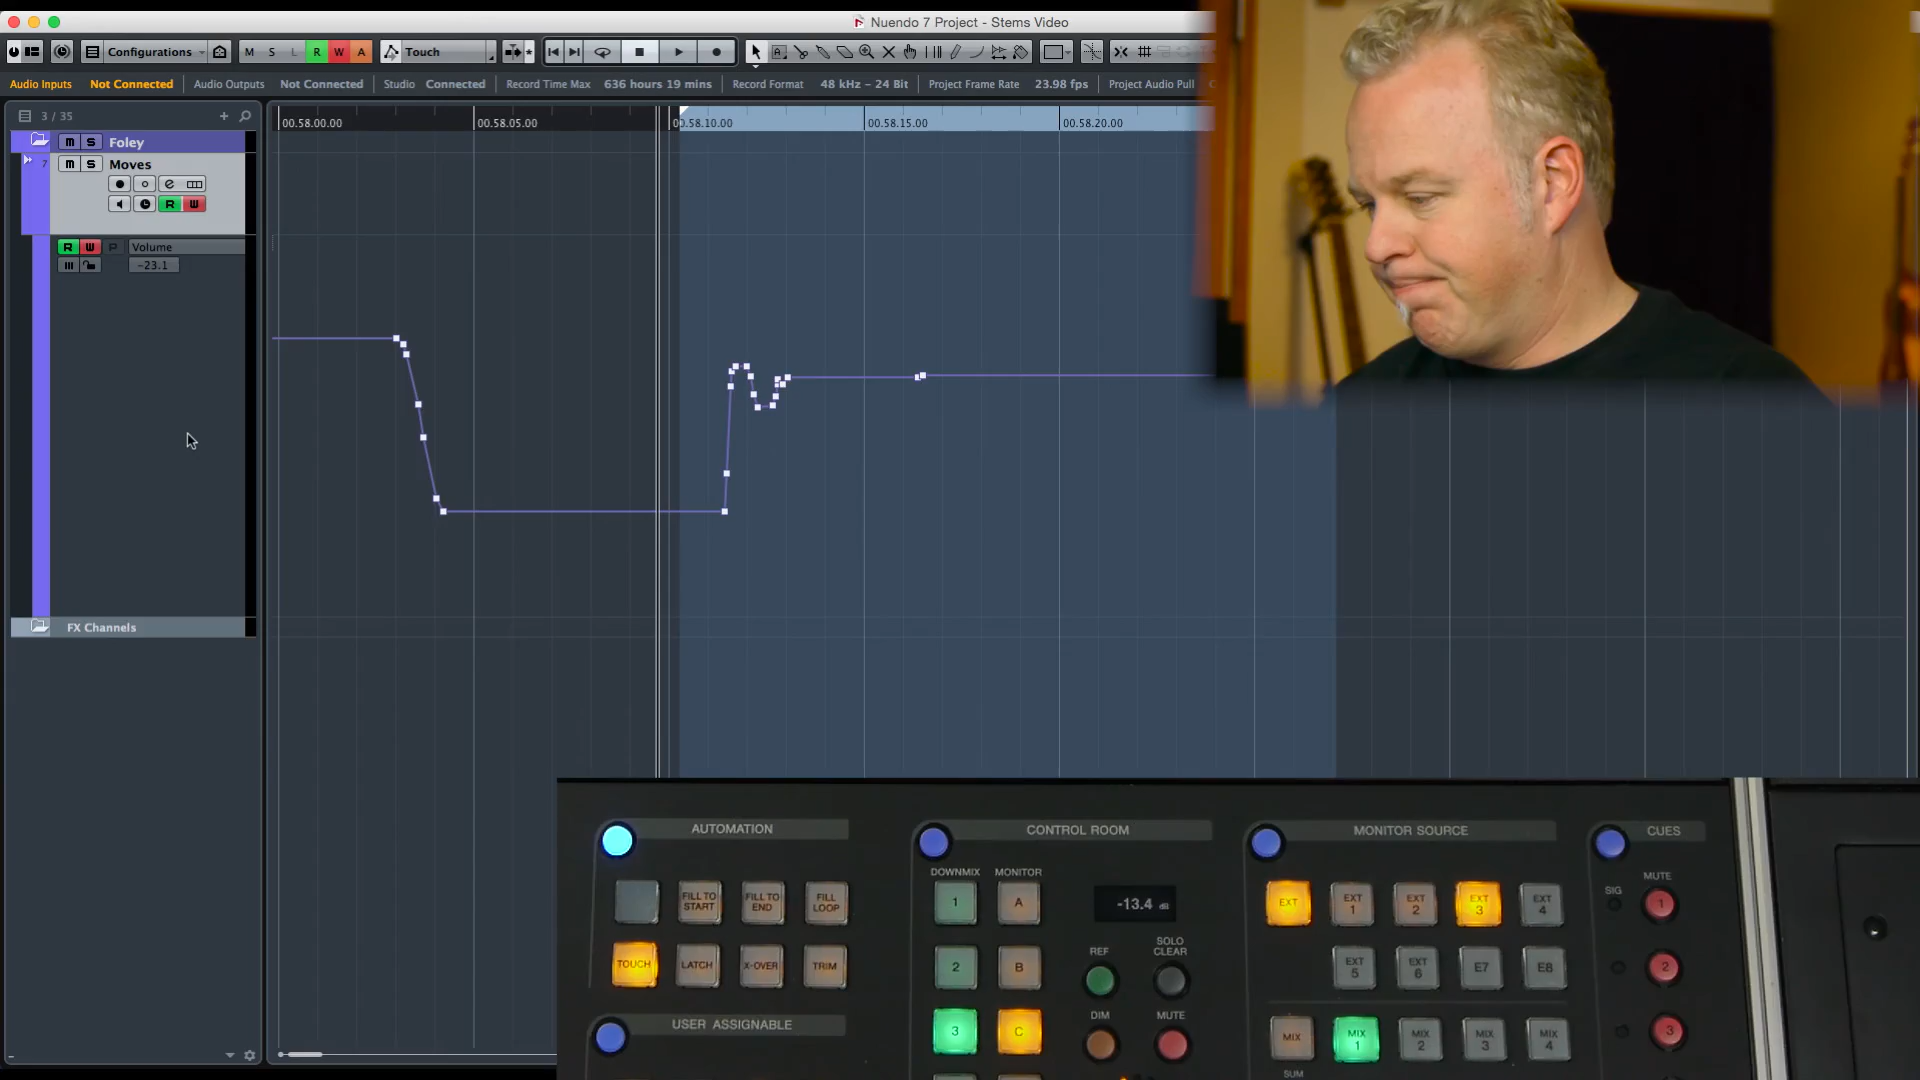 Nuendo 7 Project - Stems Video
Configurations M S L R W A Touch
Audio Inputs Not Connected Audio Outputs Not Connected Studio Connected Record Time Max 636 hours 19 mins Record Format 48 kHz - 24 Bit Project Frame Rate 23.98 fps Project Audio Pull
3 / 35
00.58.00.00 00.58.05.00 00.58.10.00 00.58.15.00 00.58.20.00
m S Foley
7 m S Moves
R W
R W P Volume
-23.1
FX Channels
AUTOMATION
FILL TO START FILL TO END FILL LOOP
TOUCH LATCH X-OVER TRIM
USER ASSIGNABLE
CONTROL ROOM
DOWNMIX MONITOR
1 A -13.4 dB
REF SOLO CLEAR
2 B
DIM MUTE
3 C
MONITOR SOURCE
EXT EXT 1 EXT 2 EXT 3 EXT 4
EXT 5 EXT 6 E7 E8
MIX MIX 1 MIX 2 MIX 3 MIX 4
SUM
CUES
MUTE
SIG
1
2
3